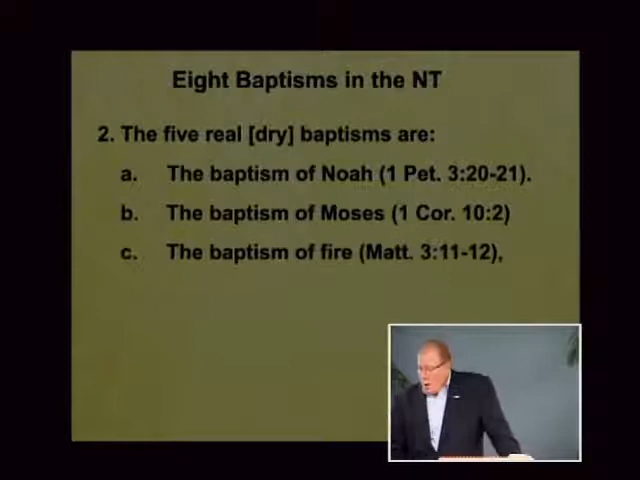 Eight Baptisms in the NT
2. The five real [dry] baptisms are:
a. The baptism of Noah (1 Pet. 3:20-21).
b. The baptism of Moses (1 Cor. 10:2)
c. The baptism of fire (Matt. 3:11-12),